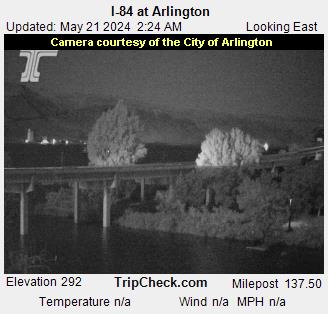 I-84 at Arlington
Updated: May 21 2024 2:24 AM Looking East
Camera courtesy of the City of Arlington
Elevation 292 TripCheck.com Milepost 137.50
Temperature n/a Wind n/a MPH n/a